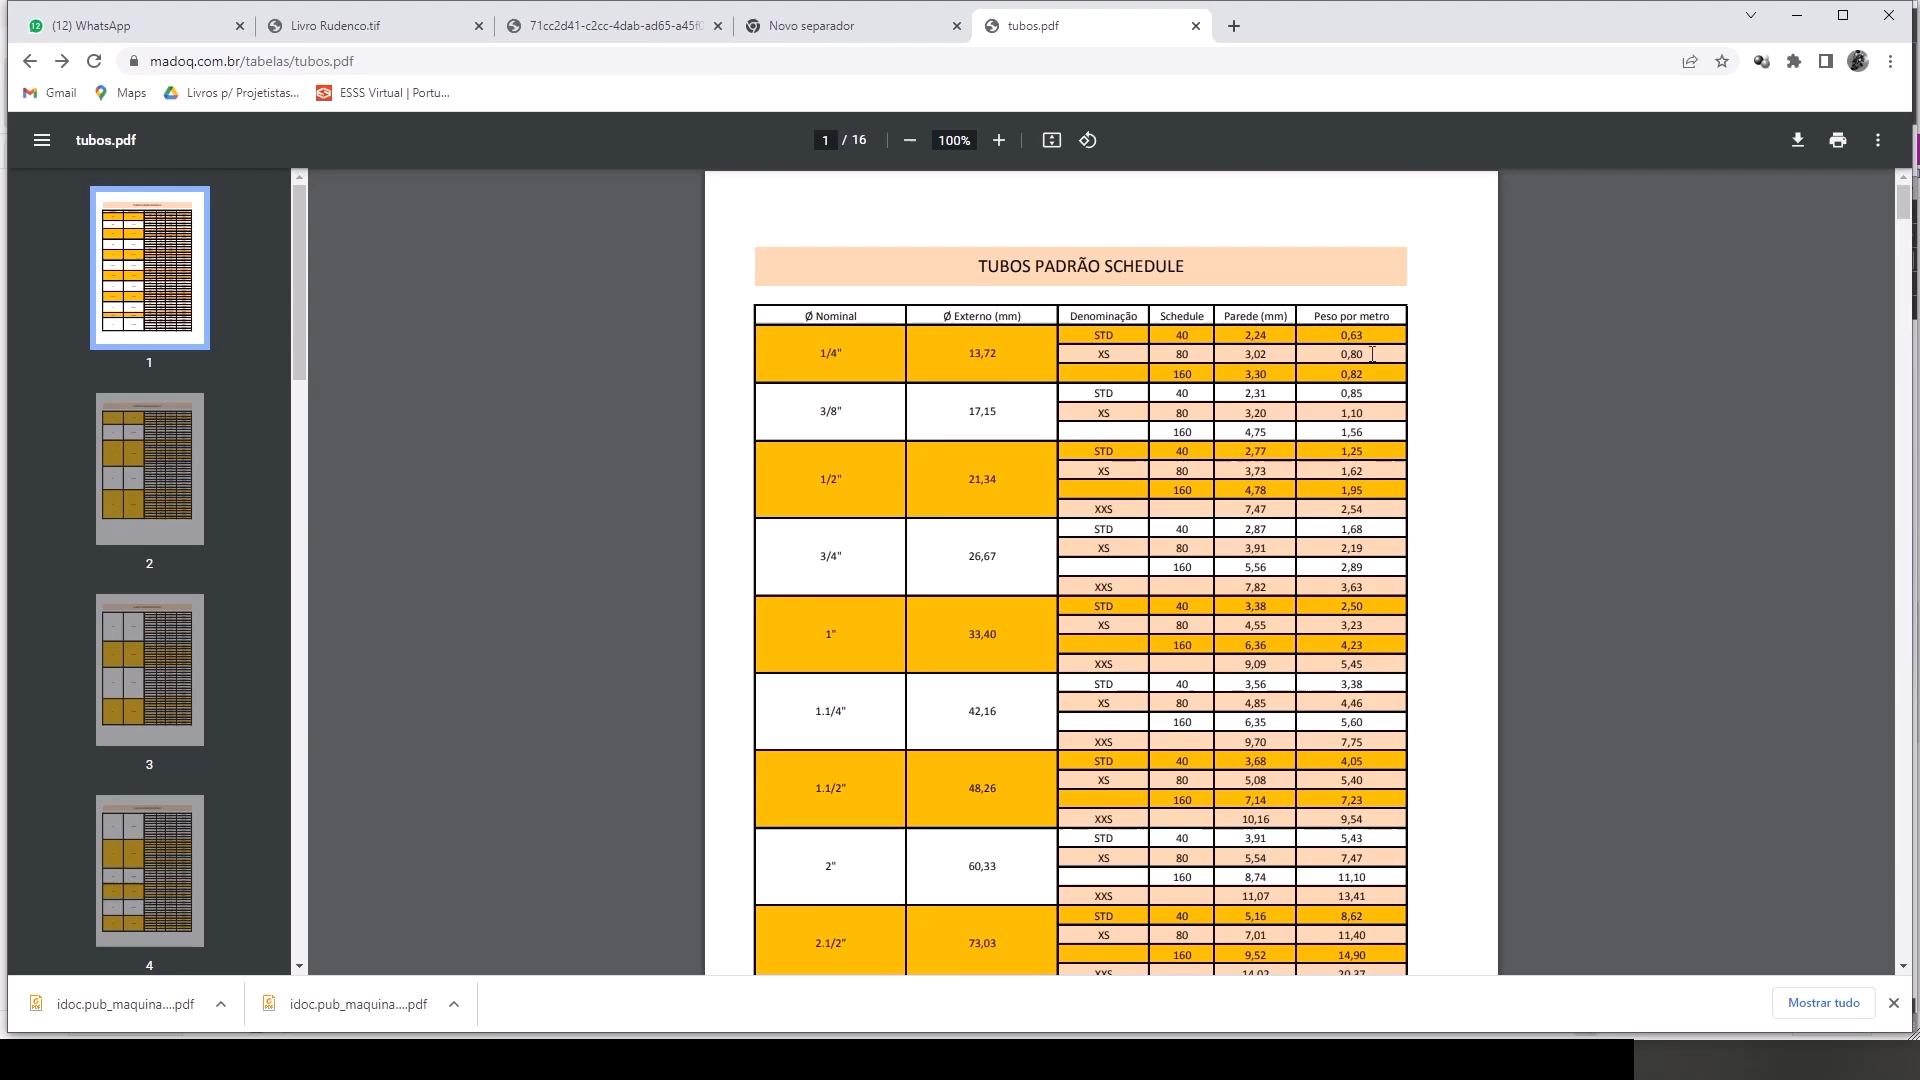 (12) WhatsApp
Livro Rudenco.tif
71cc2d41-c2cc-4dab-ad65-a45f0
Novo separador
tubos.pdf
madoq.com.br/tabelas/tubos.pdf
Gmail
Maps
Livros p/ Projetistas...
ESSS Virtual | Portu...
tubos.pdf
1 / 16
100%
TUBOS PADRÃO SCHEDULE
Ø Nominal Ø Externo (mm) Denominação Schedule Parede (mm) Peso por metro
1/4" 13,72
STD 40 2,24 0,63
XS 80 3,02 0,80
160 3,30 0,82
3/8" 17,15
STD 40 2,31 0,85
XS 80 3,20 1,10
160 4,75 1,56
1/2" 21,34
STD 40 2,77 1,25
XS 80 3,73 1,62
160 4,78 1,95
XXS 7,47 2,54
3/4" 26,67
STD 40 2,87 1,68
XS 80 3,91 2,19
160 5,56 2,89
XXS 7,82 3,63
1" 33,40
STD 40 3,38 2,50
XS 80 4,55 3,23
160 6,36 4,23
XXS 9,09 5,45
1.1/4" 42,16
STD 40 3,56 3,38
XS 80 4,85 4,46
160 6,35 5,60
XXS 9,70 7,75
1.1/2" 48,26
STD 40 3,68 4,05
XS 80 5,08 5,40
160 7,14 7,23
XXS 10,16 9,54
2" 60,33
STD 40 3,91 5,43
XS 80 5,54 7,47
160 8,74 11,10
XXS 11,07 13,41
2.1/2" 73,03
STD 40 5,16 8,62
XS 80 7,01 11,40
160 9,52 14,90
XXS 14,02 20,37
1
2
3
4
idoc.pub_maquina....pdf
idoc.pub_maquina....pdf
Mostrar tudo